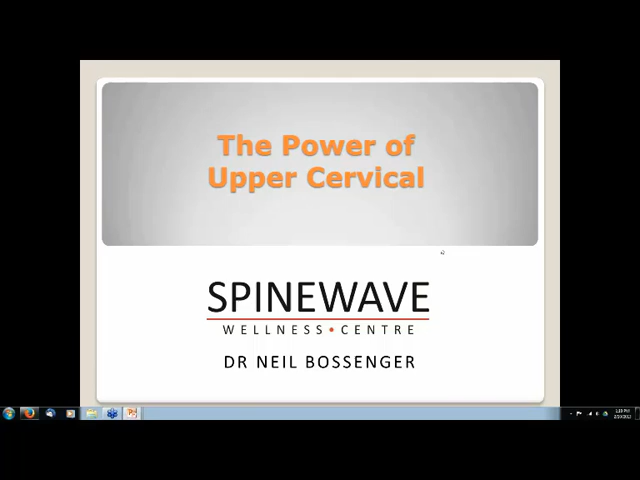 The Power of
Upper Cervical
SPINEWAVE
WELLNESS • CENTRE
DR NEIL BOSSENGER